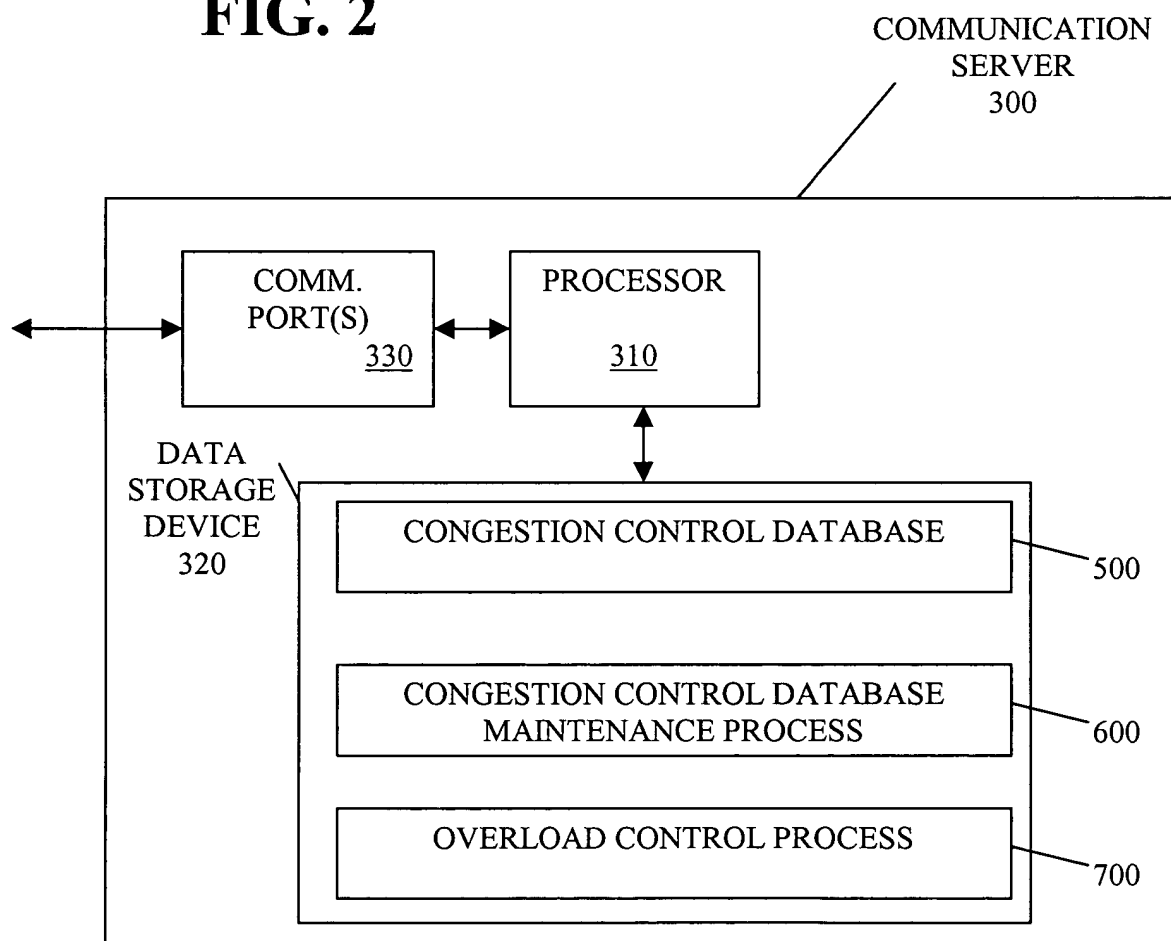 FIG. 2
COMMUNICATION
SERVER
300
COMM.
PORT(S)
330
PROCESSOR
310
DATA
STORAGE
DEVICE
320
CONGESTION CONTROL DATABASE
500
CONGESTION CONTROL DATABASE
MAINTENANCE PROCESS
600
OVERLOAD CONTROL PROCESS
700